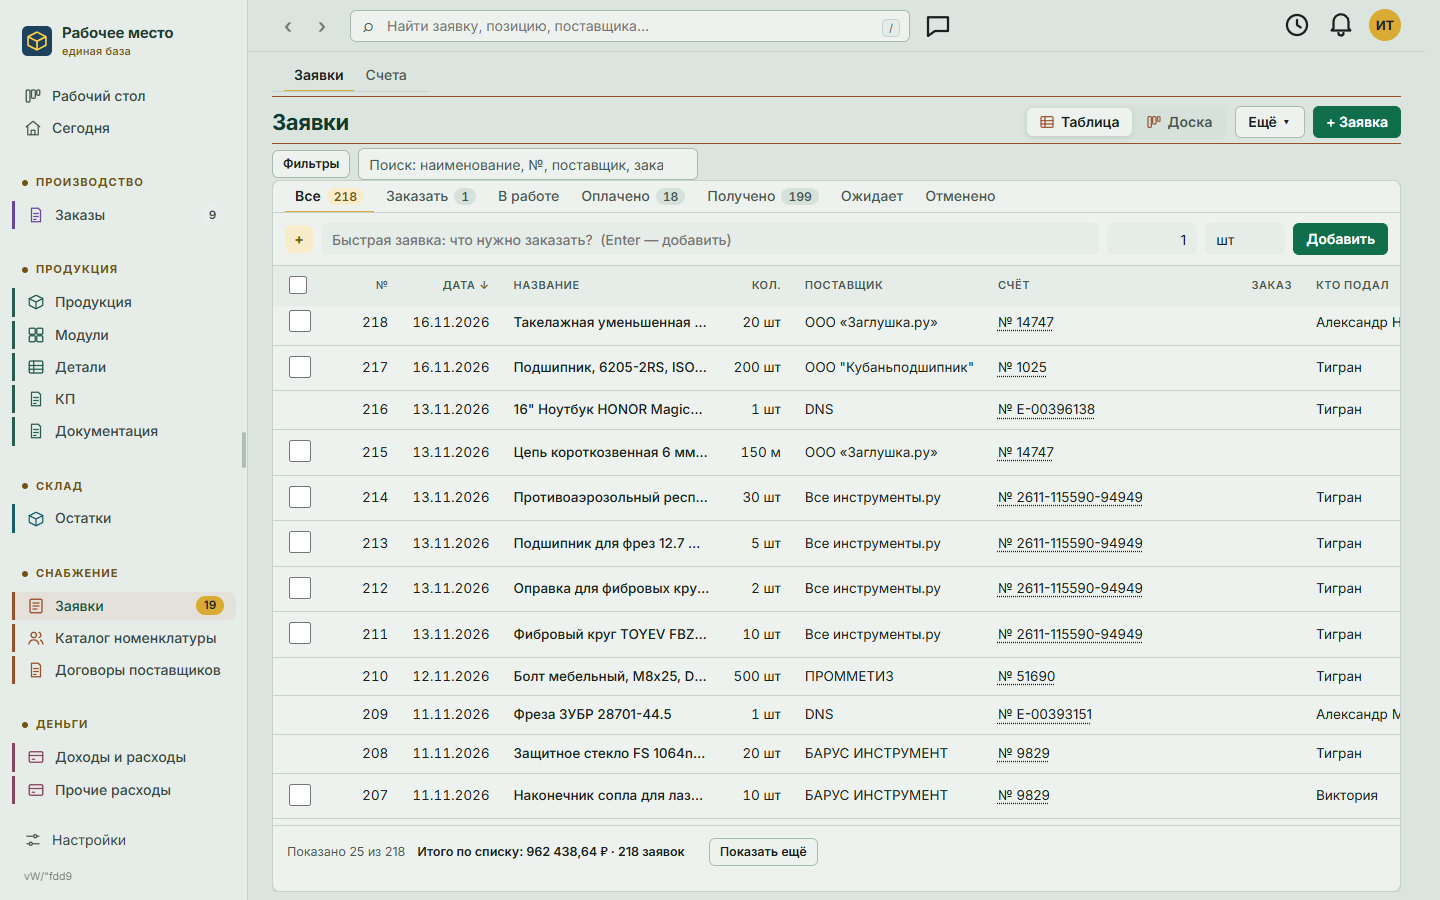 Рабочее место
единая база
Рабочий стол
Сегодня
ПРОИЗВОДСТВО
Заказы 9
ПРОДУКЦИЯ
Продукция
Модули
Детали
КП
Документация
СКЛАД
Остатки
СНАБЖЕНИЕ
Заявки 19
Каталог номенклатуры
Договоры поставщиков
ДЕНЬГИ
Доходы и расходы
Прочие расходы
Настройки
vW/"fdd9
Найти заявку, позицию, поставщика... /
ИТ
Заявки Счета
Заявки
Таблица Доска Ещё + Заявка
Фильтры Поиск: наименование, №, поставщик, зака
Все 218 Заказать 1 В работе Оплачено 18 Получено 199 Ожидает Отменено
+ Быстрая заявка: что нужно заказать? (Enter — добавить) 1 шт Добавить
№ ДАТА ↓ НАЗВАНИЕ КОЛ. ПОСТАВЩИК СЧЁТ ЗАКАЗ КТО ПОДАЛ
218 16.11.2026 Такелажная уменьшенная ... 20 шт ООО «Заглушка.ру» № 14747 Александр Н
217 16.11.2026 Подшипник, 6205-2RS, ISO... 200 шт ООО "Кубаньподшипник" № 1025 Тигран
216 13.11.2026 16" Ноутбук HONOR Magic... 1 шт DNS № Е-00396138 Тигран
215 13.11.2026 Цепь короткозвенная 6 мм... 150 м ООО «Заглушка.ру» № 14747
214 13.11.2026 Противоаэрозольный респ... 30 шт Все инструменты.ру № 2611-115590-94949 Тигран
213 13.11.2026 Подшипник для фрез 12.7 ... 5 шт Все инструменты.ру № 2611-115590-94949 Тигран
212 13.11.2026 Оправка для фибровых кру... 2 шт Все инструменты.ру № 2611-115590-94949 Тигран
211 13.11.2026 Фибровый круг TOYEV FBZ... 10 шт Все инструменты.ру № 2611-115590-94949 Тигран
210 12.11.2026 Болт мебельный, М8х25, D... 500 шт ПРОММЕТИЗ № 51690 Тигран
209 11.11.2026 Фреза ЗУБР 28701-44.5 1 шт DNS № Е-00393151 Александр М
208 11.11.2026 Защитное стекло FS 1064n... 20 шт БАРУС ИНСТРУМЕНТ № 9829 Тигран
207 11.11.2026 Наконечник сопла для лаз... 10 шт БАРУС ИНСТРУМЕНТ № 9829 Виктория
Показано 25 из 218 Итого по списку: 962 438,64 ₽ · 218 заявок Показать ещё